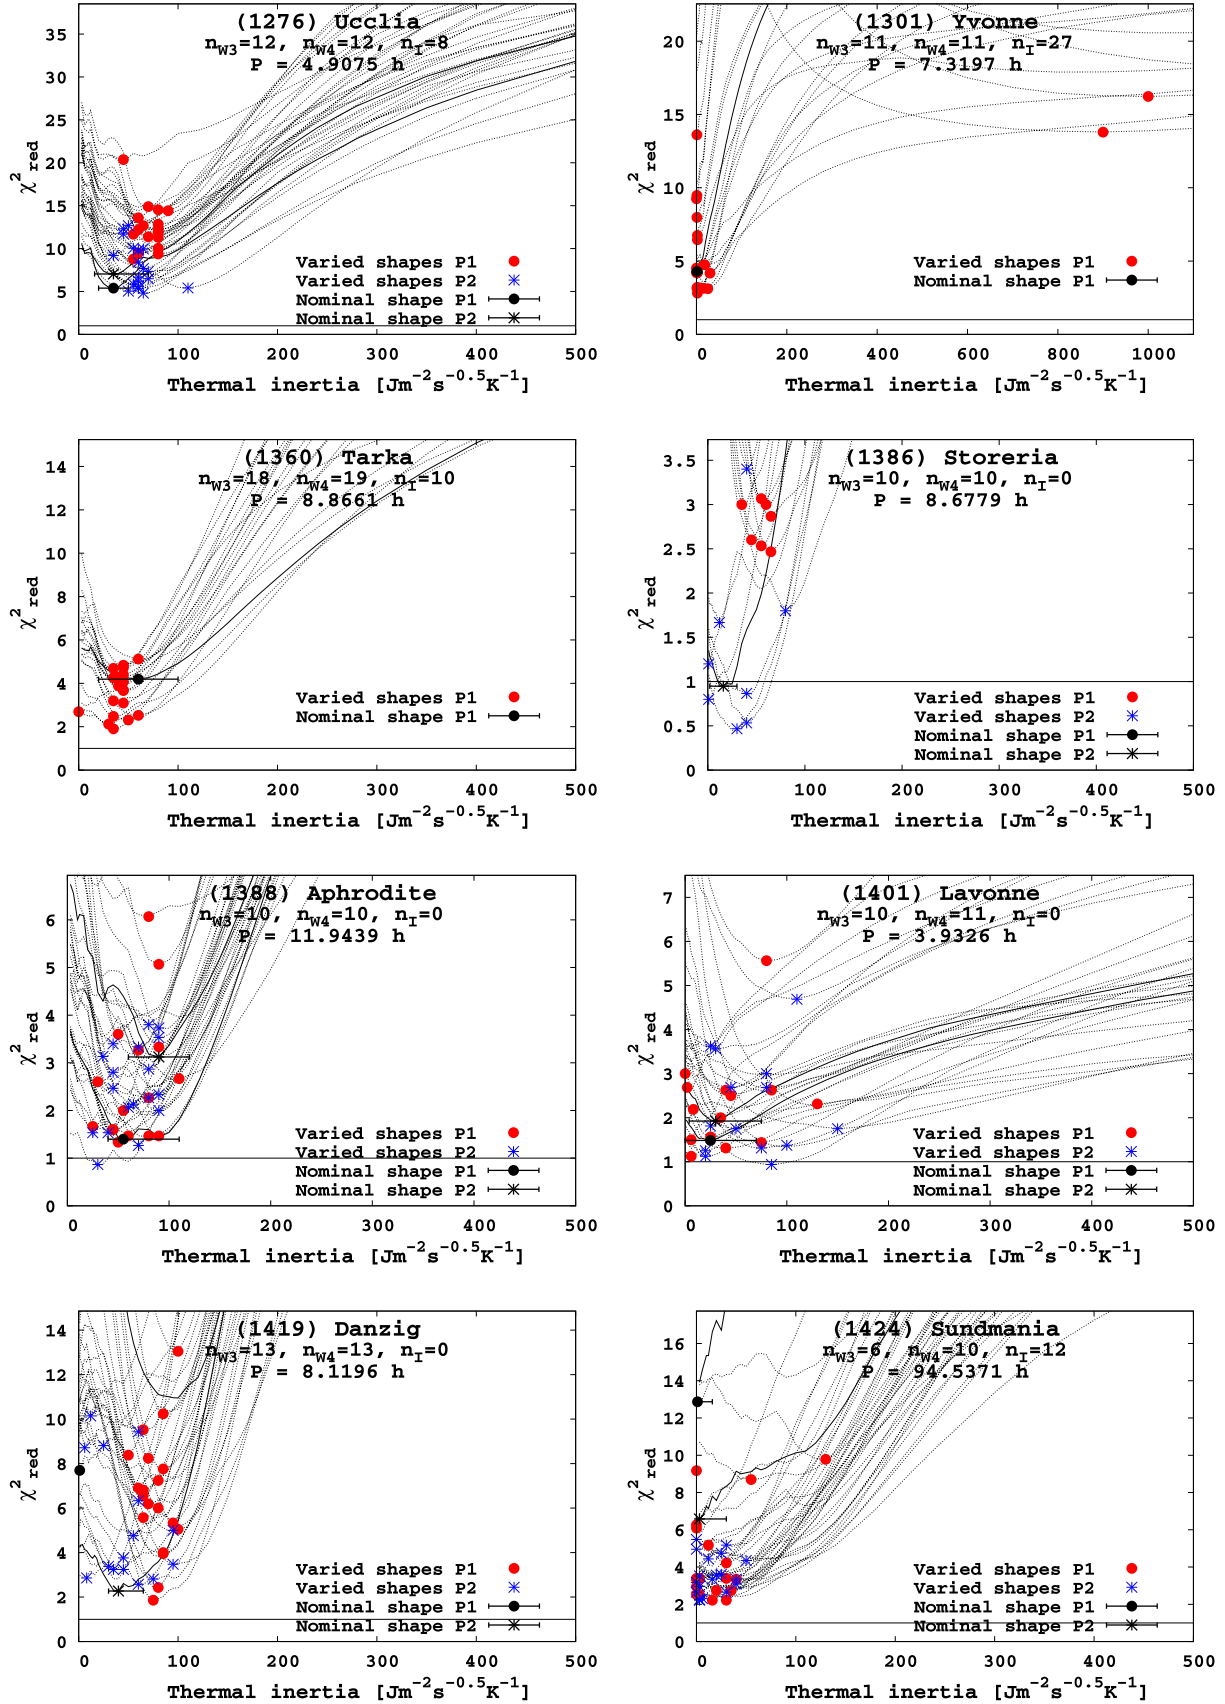 (1276) Ucclia
n_W3=12, n_W4=12, n_I=8
P = 4.9075 h
χ²_red
35
30
25
20
15
10
5
0
Varied shapes P1
Varied shapes P2
Nominal shape P1
Nominal shape P2
0 100 200 300 400 500
Thermal inertia [Jm⁻²s⁻⁰·⁵K⁻¹]
(1301) Yvonne
n_W3=11, n_W4=11, n_I=27
P = 7.3197 h
χ²_red
20
15
10
5
0
Varied shapes P1
Nominal shape P1
0 200 400 600 800 1000
Thermal inertia [Jm⁻²s⁻⁰·⁵K⁻¹]
(1360) Tarka
n_W3=18, n_W4=19, n_I=10
P = 8.8661 h
χ²_red
14
12
10
8
6
4
2
0
Varied shapes P1
Nominal shape P1
0 100 200 300 400 500
Thermal inertia [Jm⁻²s⁻⁰·⁵K⁻¹]
(1386) Storeria
n_W3=10, n_W4=10, n_I=0
P = 8.6779 h
χ²_red
3.5
3
2.5
2
1.5
1
0.5
0
Varied shapes P1
Varied shapes P2
Nominal shape P1
Nominal shape P2
0 100 200 300 400 500
Thermal inertia [Jm⁻²s⁻⁰·⁵K⁻¹]
(1388) Aphrodite
n_W3=10, n_W4=10, n_I=0
P = 11.9439 h
χ²_red
6
5
4
3
2
1
0
Varied shapes P1
Varied shapes P2
Nominal shape P1
Nominal shape P2
0 100 200 300 400 500
Thermal inertia [Jm⁻²s⁻⁰·⁵K⁻¹]
(1401) Lavonne
n_W3=10, n_W4=11, n_I=0
P = 3.9326 h
χ²_red
7
6
5
4
3
2
1
0
Varied shapes P1
Varied shapes P2
Nominal shape P1
Nominal shape P2
0 100 200 300 400 500
Thermal inertia [Jm⁻²s⁻⁰·⁵K⁻¹]
(1419) Danzig
n_W3=13, n_W4=13, n_I=0
P = 8.1196 h
χ²_red
14
12
10
8
6
4
2
0
Varied shapes P1
Varied shapes P2
Nominal shape P1
Nominal shape P2
0 100 200 300 400 500
Thermal inertia [Jm⁻²s⁻⁰·⁵K⁻¹]
(1424) Sundmania
n_W3=6, n_W4=10, n_I=12
P = 94.5371 h
χ²_red
16
14
12
10
8
6
4
2
0
Varied shapes P1
Varied shapes P2
Nominal shape P1
Nominal shape P2
0 100 200 300 400 500
Thermal inertia [Jm⁻²s⁻⁰·⁵K⁻¹]